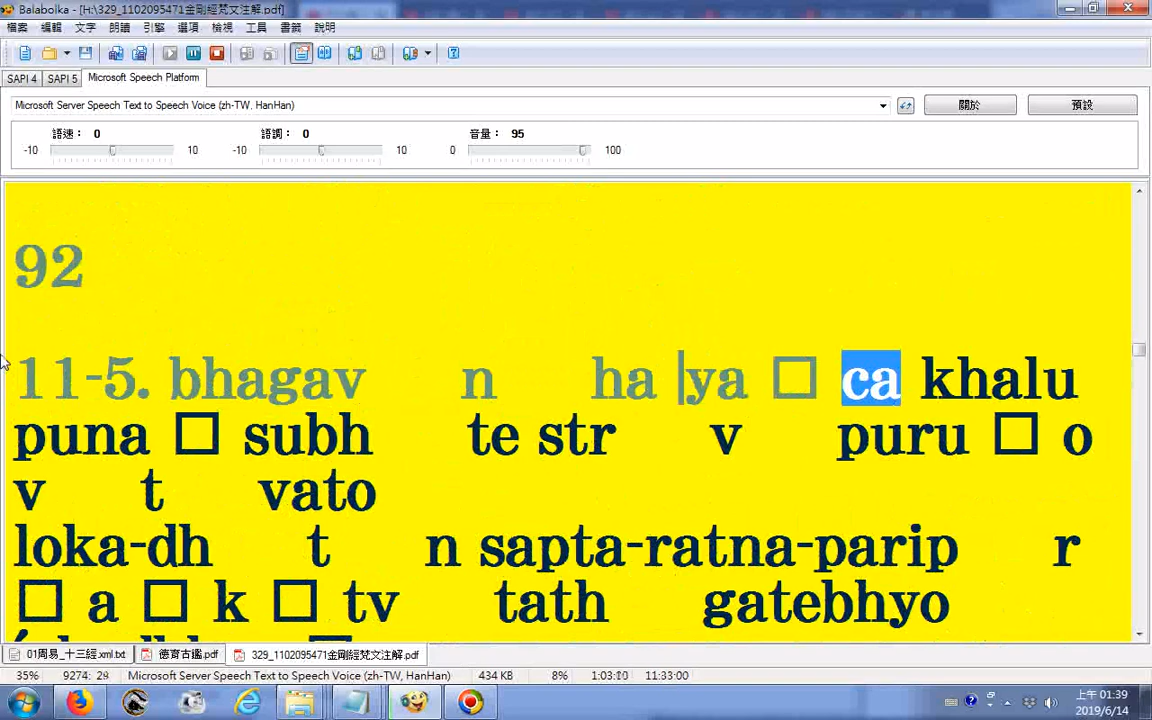 Balabolka - [H:\329_1102095471金剛經梵文注解.pdf]
檔案 編輯 文字 朗讀 引擎 選項 檢視 工具 書籤 說明
SAPI 4 SAPI 5 Microsoft Speech Platform
Microsoft Server Speech Text to Speech Voice (zh-TW, HanHan)
關於 預設
語速： 0 語調： 0 音量： 95
-10 10 -10 10 0 100
92
11-5. bhagav n ha ya □ ca khalu
puna □ subh te str v puru □ o
v t vato
loka-dh t n sapta-ratna-parip r
□ a □ k □ tv tath gatebhyo
01周易_十三經.xml.txt 德育古鑑.pdf 329_1102095471金剛經梵文注解.pdf
35% 9274: 29 Microsoft Server Speech Text to Speech Voice (zh-TW, HanHan) 434 KB 8% 1:03:10 11:33:00
上午 01:39
2019/6/14